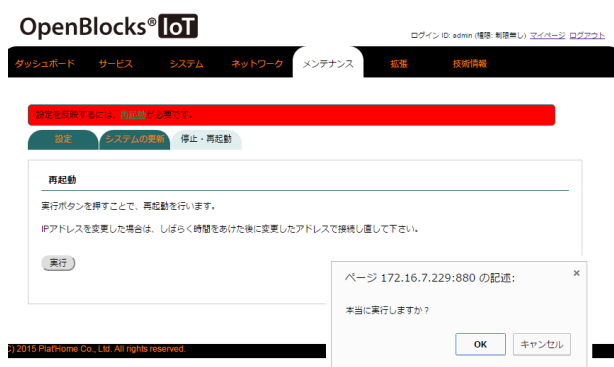 OpenBlocks® IoT
ログイン ID: admin (権限: 制限無し) マイページ ログアウト
ダッシュボード サービス システム ネットワーク メンテナンス 拡張 技術情報
設定を反映するには、再起動が必要です。
設定 システムの更新 停止・再起動
再起動
実行ボタンを押すことで、再起動を行います。
IPアドレスを変更した場合は、しばらく時間をあけた後に変更したアドレスで接続し直して下さい。
実行
ページ 172.16.7.229:880 の記述:
×
本当に実行しますか？
OK キャンセル
) 2015 Plat'Home Co., Ltd. All rights reserved.